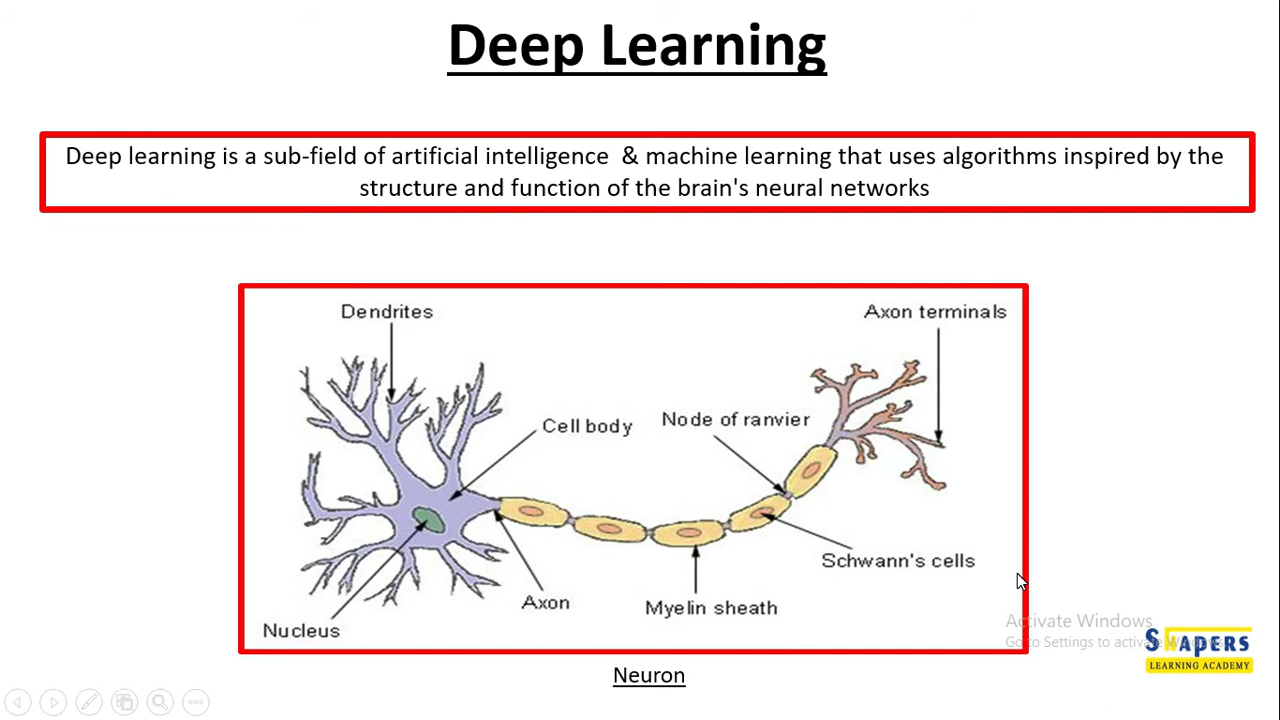 Deep Learning
Deep learning is a sub-field of artificial intelligence & machine learning that uses algorithms inspired by the
structure and function of the brain's neural networks
Dendrites
Axon terminals
Cell body
Node of ranvier
Schwann's cells
Axon
Myelin sheath
Nucleus
Activate Windows
Go to Settings to activate Windows.
SHAPERS
LEARNING ACADEMY
Neuron